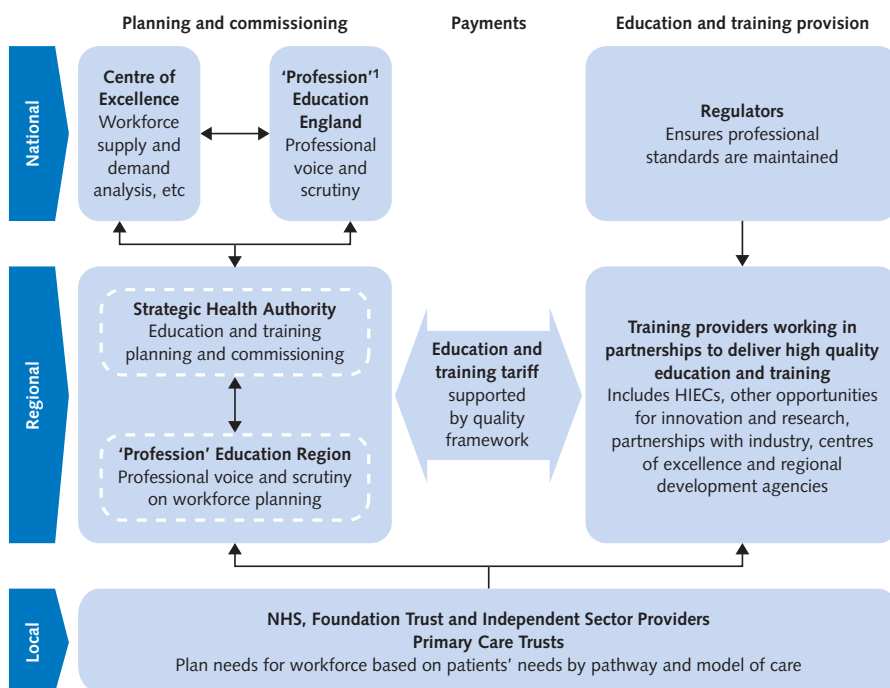 Planning and commissioning
Payments
Education and training provision
National
Centre of
Excellence
Workforce
supply and
demand
analysis, etc
‘Profession’¹
Education
England
Professional
voice and
scrutiny
Regulators
Ensures professional
standards are maintained
Regional
Strategic Health Authority
Education and training
planning and commissioning
‘Profession’ Education Region
Professional voice and scrutiny
on workforce planning
Education and
training tariff
supported
by quality
framework
Training providers working in
partnerships to deliver high quality
education and training
Includes HIECs, other opportunities
for innovation and research,
partnerships with industry, centres
of excellence and regional
development agencies
Local
NHS, Foundation Trust and Independent Sector Providers
Primary Care Trusts
Plan needs for workforce based on patients’ needs by pathway and model of care